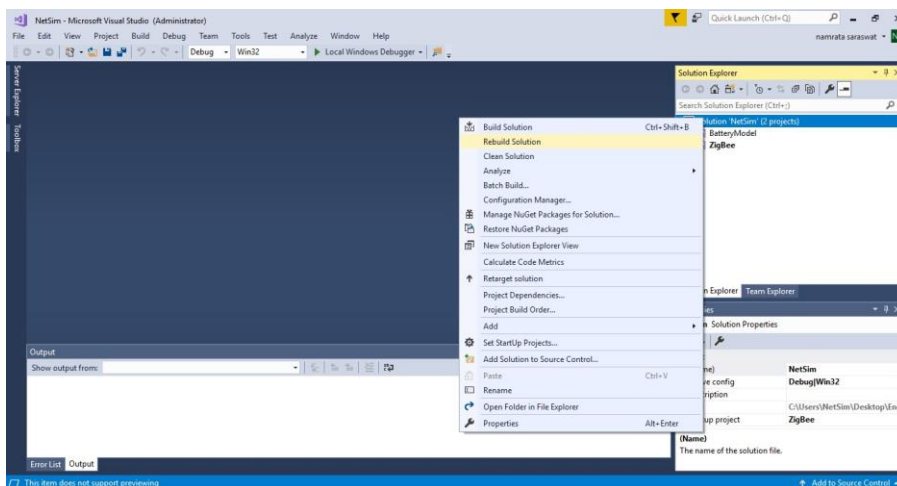 NetSim - Microsoft Visual Studio (Administrator)
Quick Launch (Ctrl+Q)
File Edit View Project Build Debug Team Tools Test Analyze Window Help
namrata saraswat
Debug Win32 Local Windows Debugger
Server Explorer
Toolbox
Solution Explorer
Search Solution Explorer (Ctrl+;)
'NetSim' (2 projects)
BatteryModel
ZigBee
Build Solution Ctrl+Shift+B
Rebuild Solution
Clean Solution
Analyze
Batch Build...
Configuration Manager...
Manage NuGet Packages for Solution...
Restore NuGet Packages
New Solution Explorer View
Calculate Code Metrics
Retarget solution
Project Dependencies...
Project Build Order...
Add
Set StartUp Projects...
Add Solution to Source Control...
Paste Ctrl+V
Rename
Open Folder in File Explorer
Properties Alt+Enter
Explorer Team Explorer
Solution Properties
NetSim
config Debug|Win32
C:\Users\NetSim\Desktop\En
up project ZigBee
(Name)
The name of the solution file.
Output
Show output from:
Error List Output
This item does not support previewing
Add to Source Control